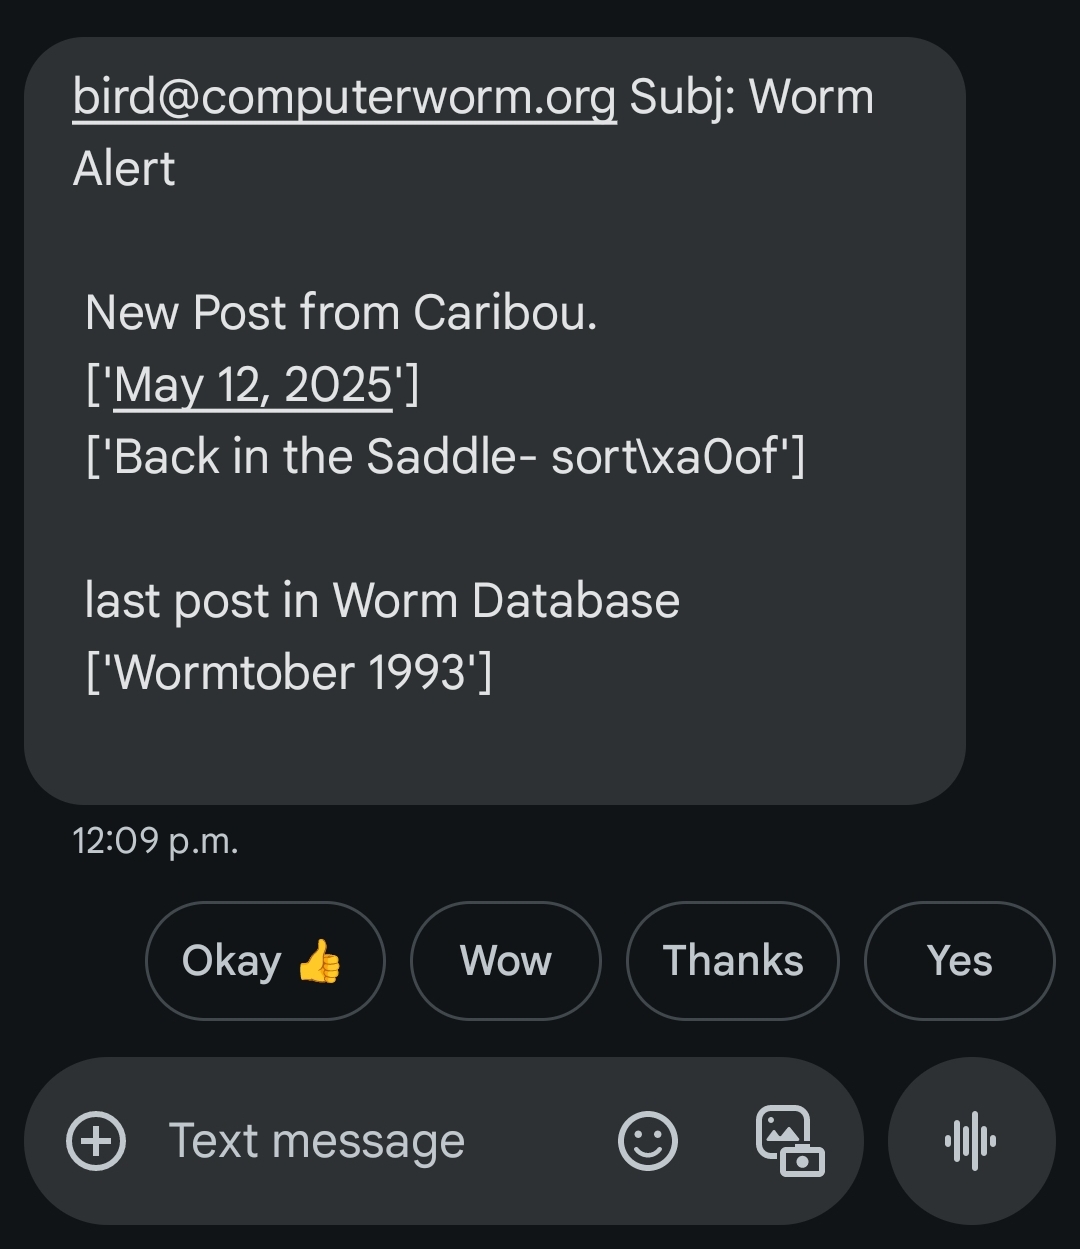 bird@computerworm.org Subj: Worm
Alert
New Post from Caribou.
['May 12, 2025']
['Back in the Saddle- sort\xa0of']
last post in Worm Database
['Wormtober 1993']
12:09 p.m.
Okay 👍 Wow Thanks Yes
Text message